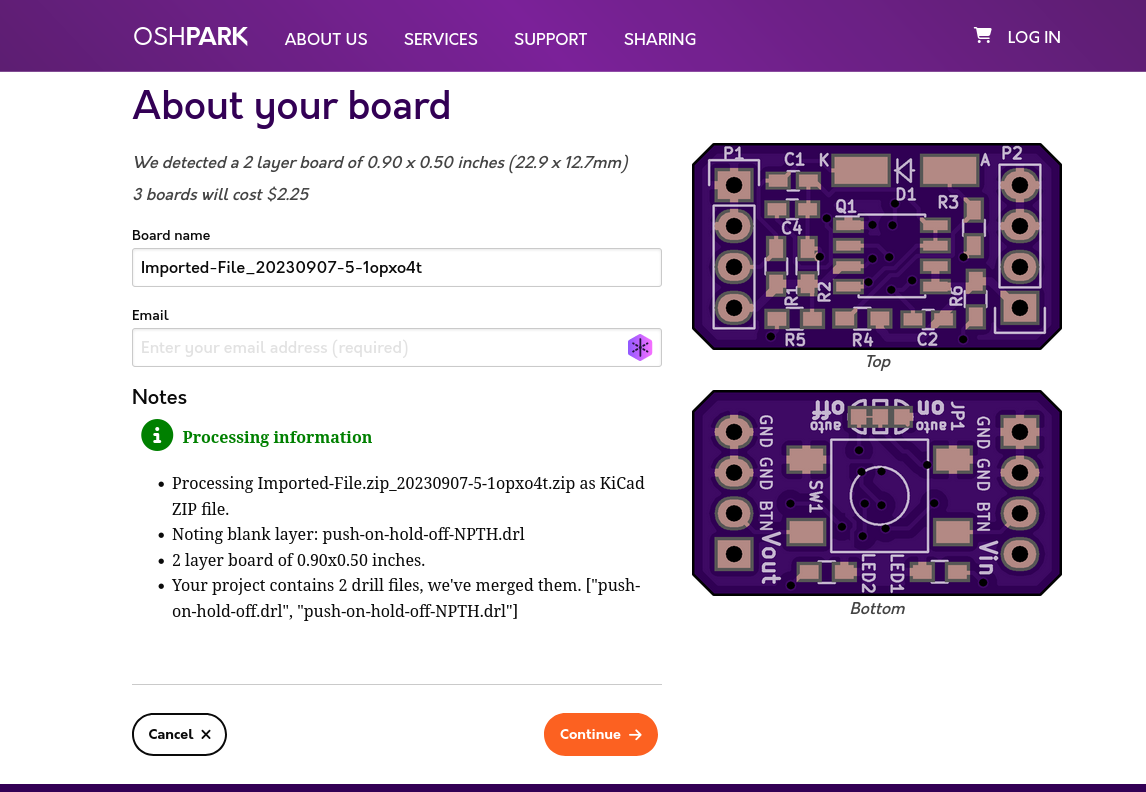 OSHPARK ABOUT US SERVICES SUPPORT SHARING LOG IN
About your board
We detected a 2 layer board of 0.90 x 0.50 inches (22.9 x 12.7mm)
3 boards will cost $2.25
Board name
Imported-File_20230907-5-1opxo4t
Email
Enter your email address (required)
Notes
Processing information
• Processing Imported-File.zip_20230907-5-1opxo4t.zip as KiCad
ZIP file.
• Noting blank layer: push-on-hold-off-NPTH.drl
• 2 layer board of 0.90x0.50 inches.
• Your project contains 2 drill files, we've merged them. ["push-
on-hold-off.drl", "push-on-hold-off-NPTH.drl"]
Cancel
Continue
P1 C1 K A P2
D1
Q1 R3
C4
R1 R2 R6
R5 R4 C2
Top
off on
auto auto
JP1
GND GND BTN Vout
SW1
LED2 LED1
GND GND BTN Vin
Bottom